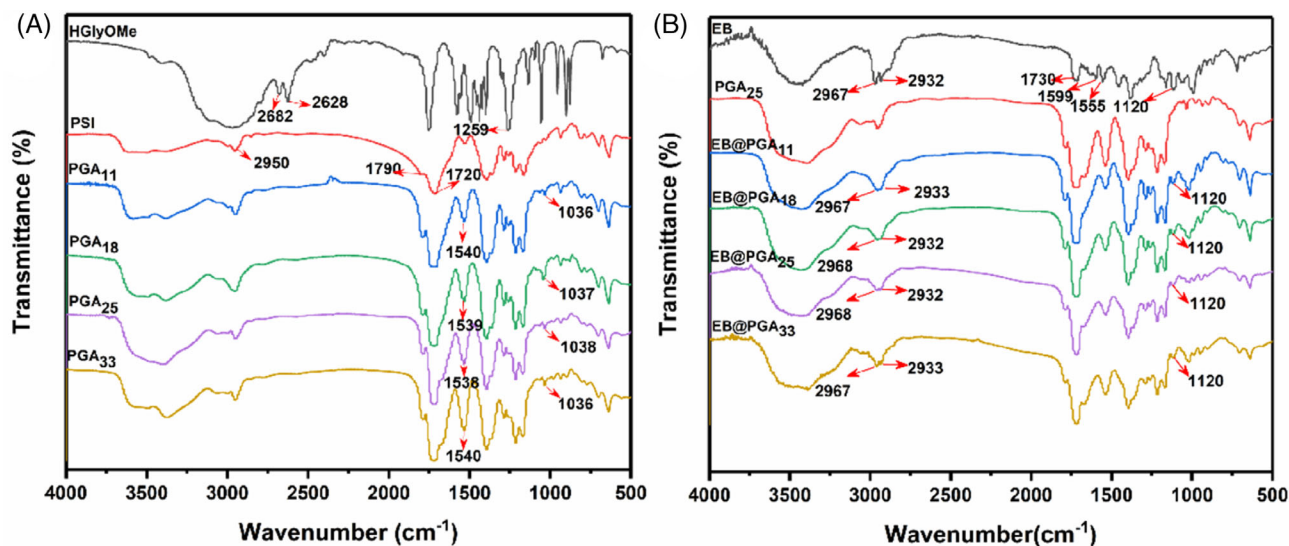 (A)
HGlyOMe
2682
2628
1259
PSI
2950
1790
1720
PGA11
1540
1036
PGA18
1539
1037
PGA25
1538
1038
PGA33
1540
1036
Transmittance (%)
4000 3500 3000 2500 2000 1500 1000 500
Wavenumber (cm-1)
(B)
EB
2967
2932
1730
1599
1555
1120
PGA25
EB@PGA11
2967
2933
1120
EB@PGA18
2968
2932
1120
EB@PGA25
2968
2932
1120
EB@PGA33
2967
2933
1120
Transmittance (%)
4000 3500 3000 2500 2000 1500 1000 500
Wavenumber(cm-1)